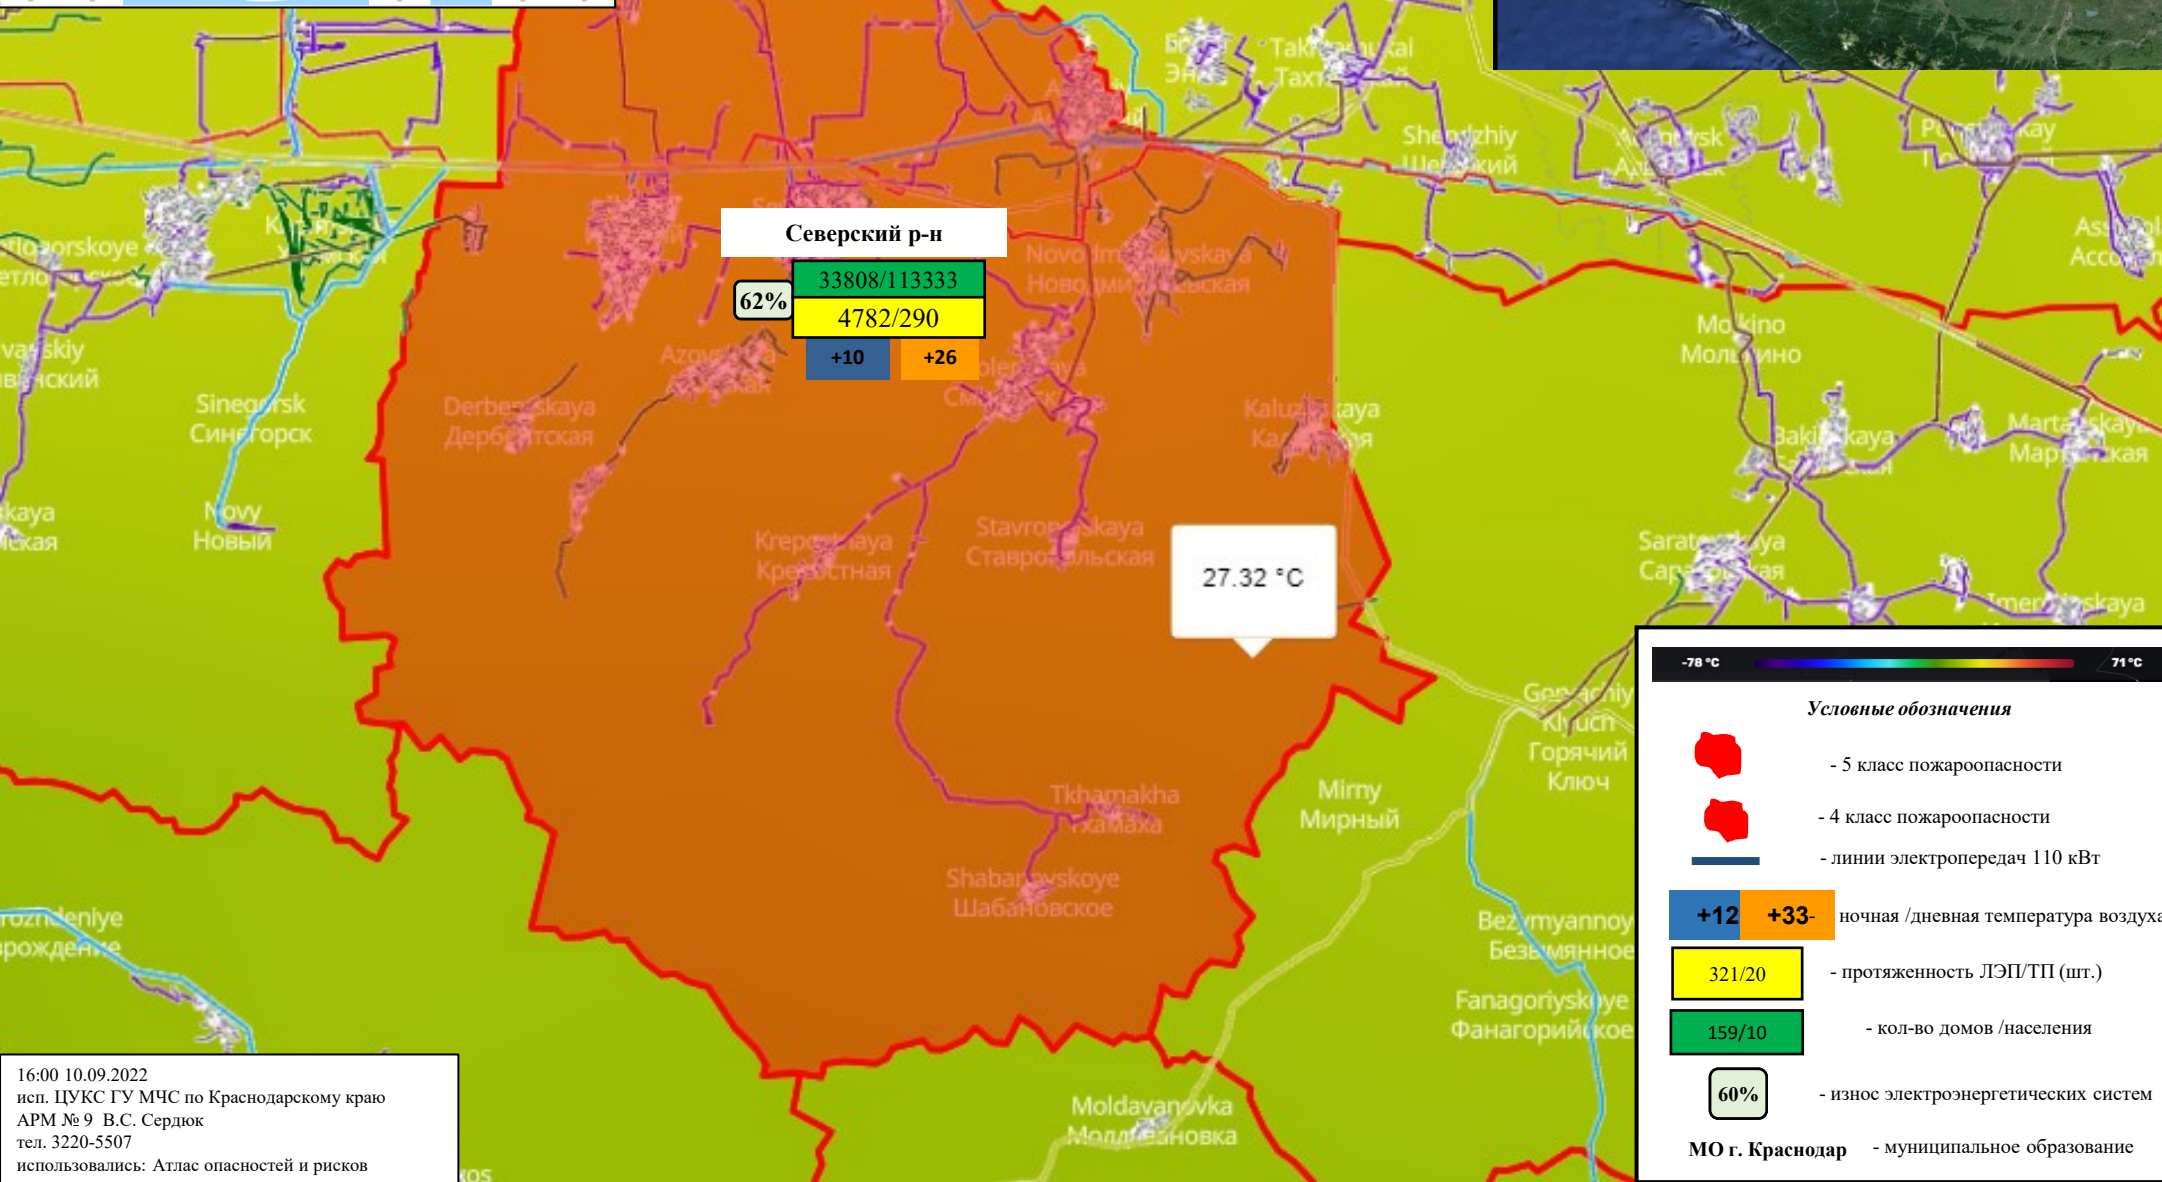 Takhtamukai
Shendzhiy
Северский р-н
33808/113333
62%
4782/290
+10
+26
Sinegorsk
Синегорск
Novy
Новый
Derbentskaya
Дербентская
Krepostnaya
Крепостная
Stavropolskaya
Ставропольская
27.32 °C
Molkino
Молькино
Martanskaya
Мартанская
Saratovskaya
Саратовская
Goryachiy
Klyuch
Горячий
Ключ
Mirny
Мирный
Tkhamakha
Тхамаха
Shabanovskoye
Шабановское
Bezymyannoy
Безымянное
Fanagoriyskoye
Фанагорийское
Moldavanovka
Молдавановка
-78 °C
71°C
Условные обозначения
- 5 класс пожароопасности
- 4 класс пожароопасности
- линии электропередач 110 кВт
+12 +33- ночная /дневная температура воздуха
321/20 - протяженность ЛЭП/ТП (шт.)
159/10 - кол-во домов /населения
60% - износ электроэнергетических систем
МО г. Краснодар - муниципальное образование
16:00 10.09.2022
исп. ЦУКС ГУ МЧС по Краснодарскому краю
АРМ № 9 В.С. Сердюк
тел. 3220-5507
использовались: Атлас опасностей и рисков